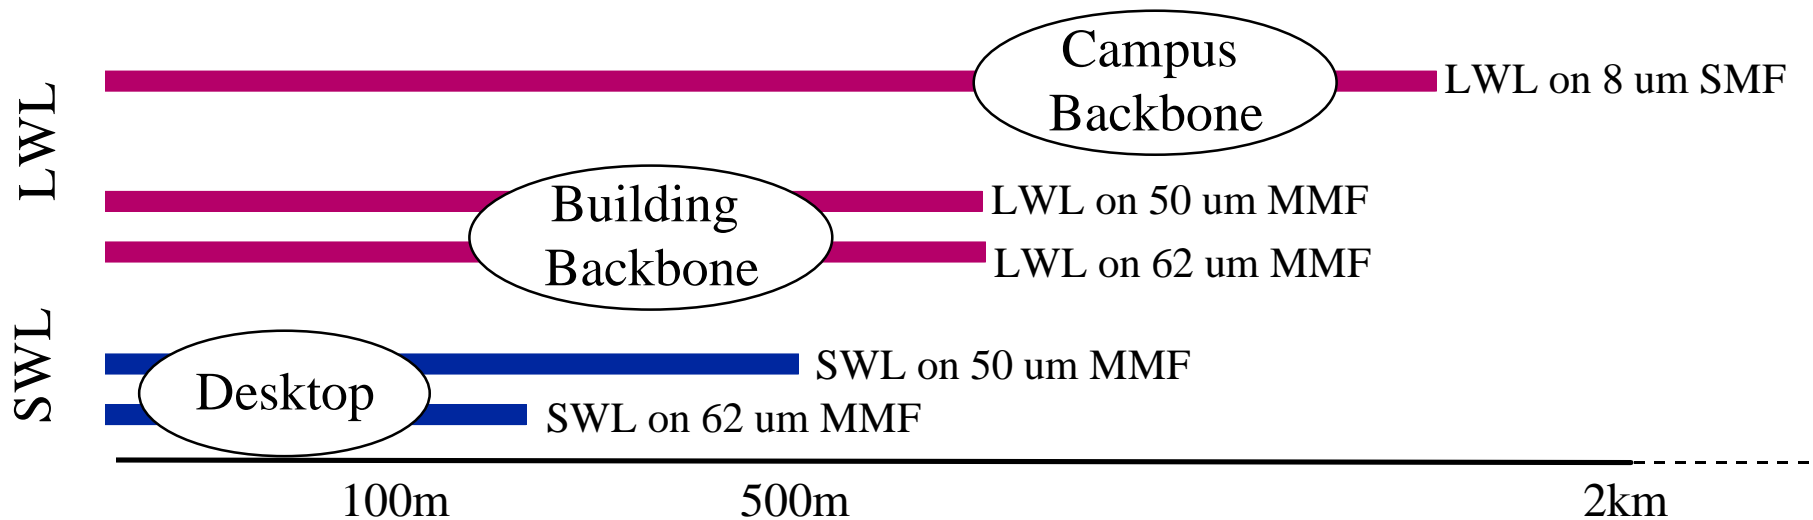 LWL
Campus
Backbone
LWL on 8 um SMF
Building
Backbone
LWL on 50 um MMF
LWL on 62 um MMF
SWL
Desktop
SWL on 50 um MMF
SWL on 62 um MMF
100m 500m 2km